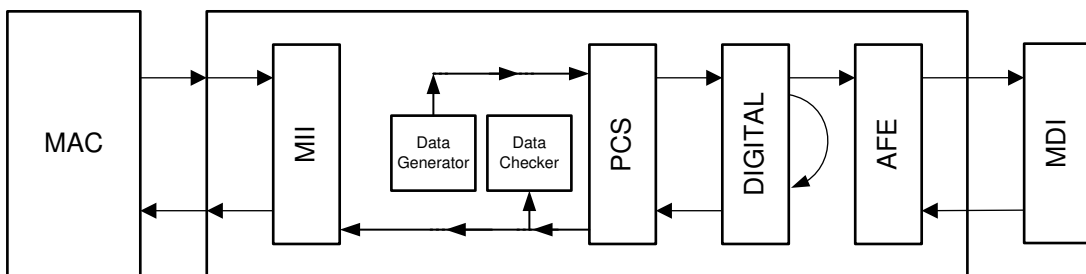 MAC
MII
Data
Generator
Data
Checker
PCS
DIGITAL
AFE
MDI